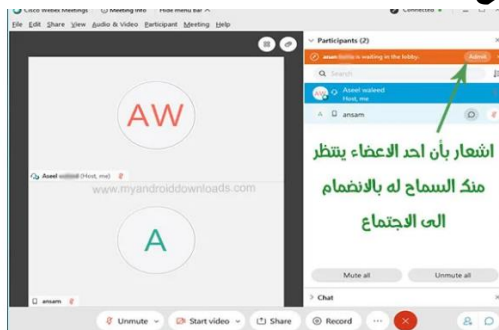 Cisco Webex Meetings
Meeting Info
Hide menu bar
Connected
File Edit Share View Audio & Video Participant Meeting Help
Participants (2)
is waiting in the lobby.
Admit
Search
AW
Aseel waleed
Host, me
ansam
اشعار بأن احد الاعضاء ينتظر
منك السماح له بالانضمام
الى الاجتماع
Aseel (Host, me)
www.myandroiddownloads.com
A
ansam
Mute all
Unmute all
Chat
Unmute
Start video
Share
Record